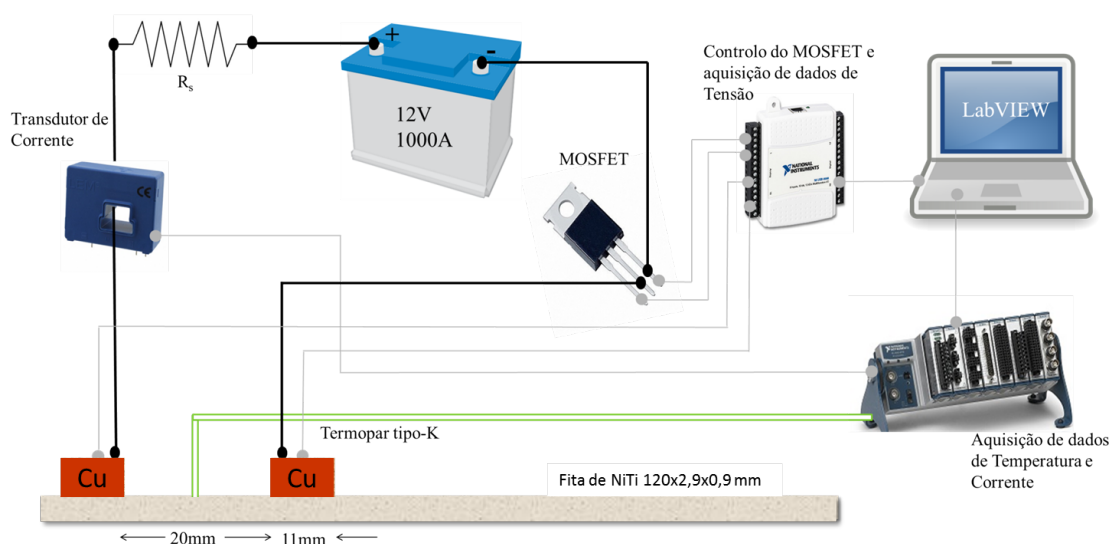 Rs
+
-
12V
1000A
Transdutor de
Corrente
MOSFET
Controlo do MOSFET e
aquisição de dados de
Tensão
NATIONAL
INSTRUMENTS
LabVIEW
Termopar tipo-K
Aquisição de dados
de Temperatura e
Corrente
Cu
Cu
Fita de NiTi 120x2,9x0,9 mm
20mm
11mm